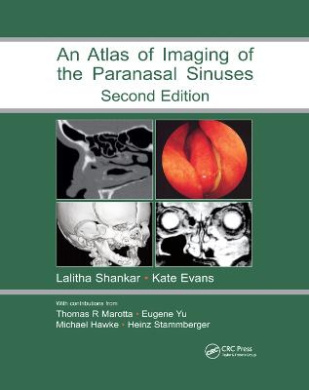 An Atlas of Imaging of
the Paranasal Sinuses
Second Edition
Lalitha Shankar • Kate Evans
With contributions from
Thomas R Marotta • Eugene Yu
Michael Hawke • Heinz Stammberger
CRC Press
Taylor & Francis Group